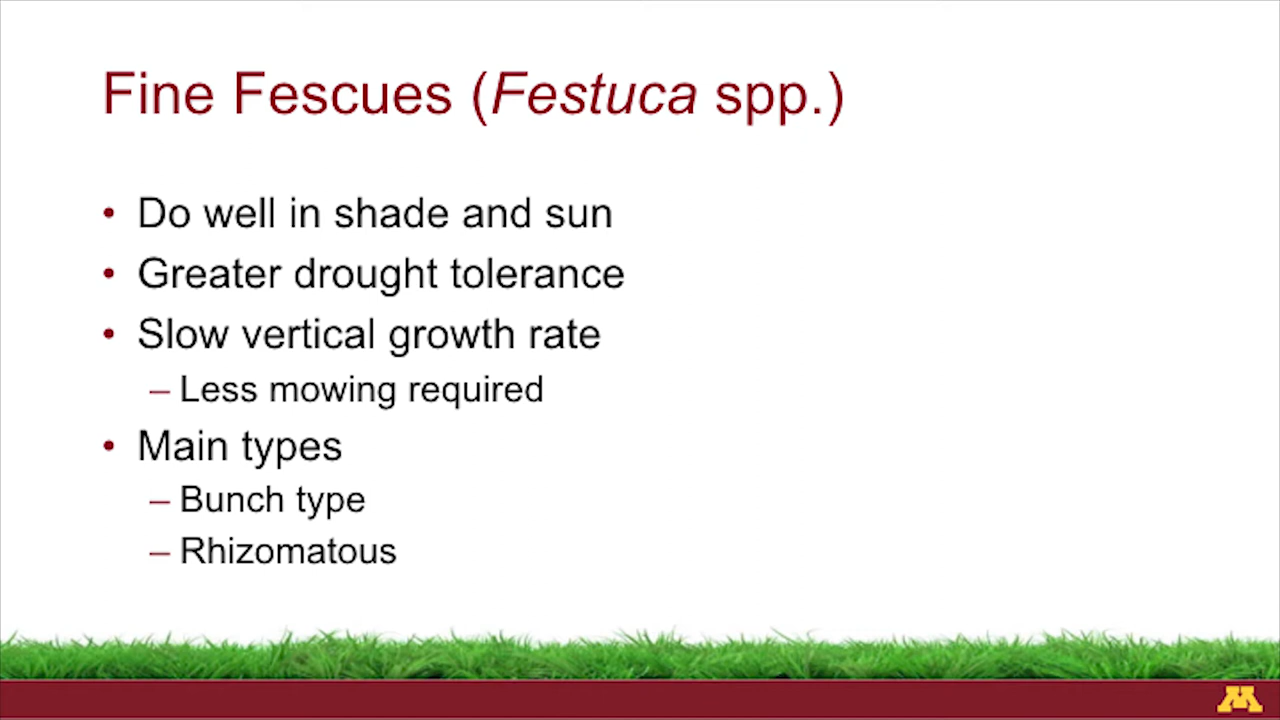 Fine Fescues (Festuca spp.)
• Do well in shade and sun
• Greater drought tolerance
• Slow vertical growth rate
– Less mowing required
• Main types
– Bunch type
– Rhizomatous
M